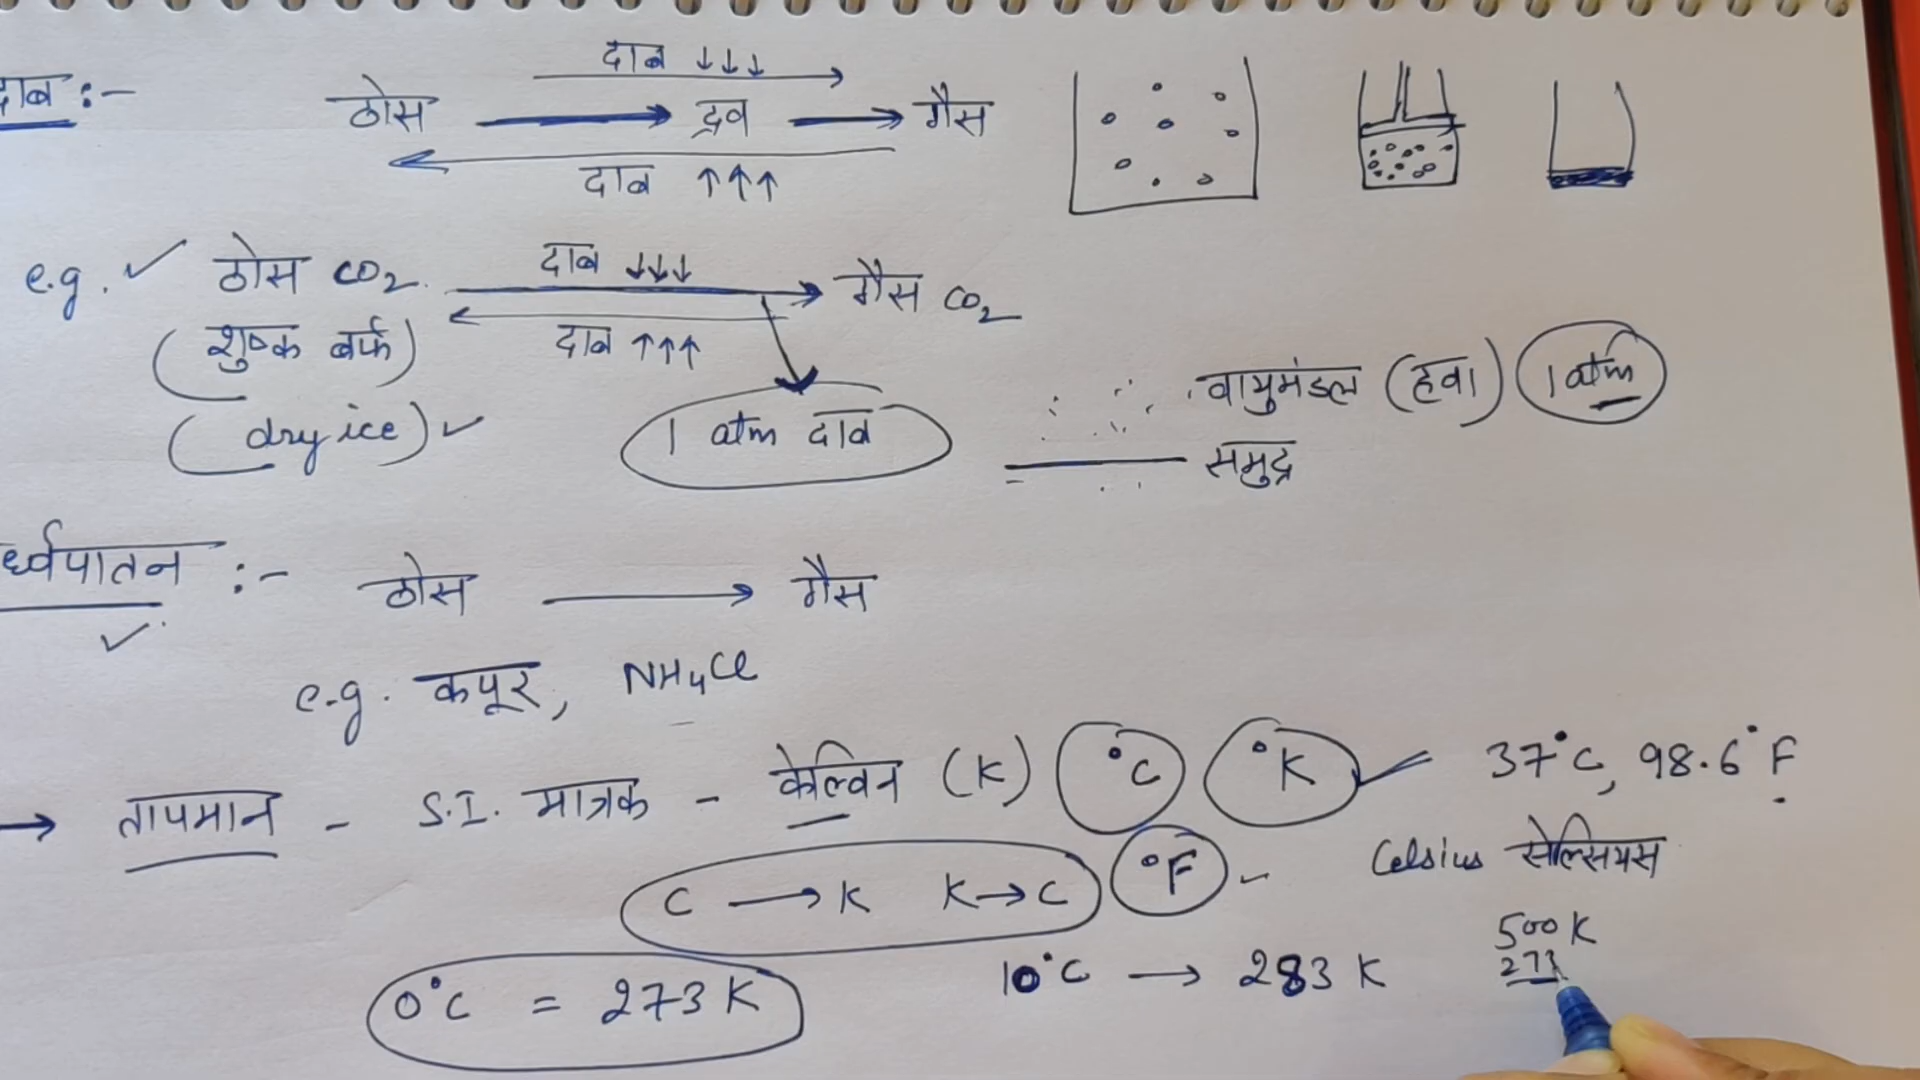 दाब :-
दाब ↓↓↓
ठोस → द्रव → गैस
दाब ↑↑↑
e.g. ✓ ठोस CO2 दाब ↓↓↓ → गैस CO2
(शुष्क बर्फ) दाब ↑↑↑
(dry ice) ✓ 1 atm दाब
वायुमंडल (हवा) 1 atm
समुद्र
र्ध्वपातन :- ठोस → गैस
e.g. कपूर, NH4Cl
→ तापमान - S.I. मात्रक - केल्विन (K) °C °K 37°C, 98.6°F
C → K K → C °F Celsius सेल्सियस
0°C = 273 K 10°C → 283 K 500 K
273